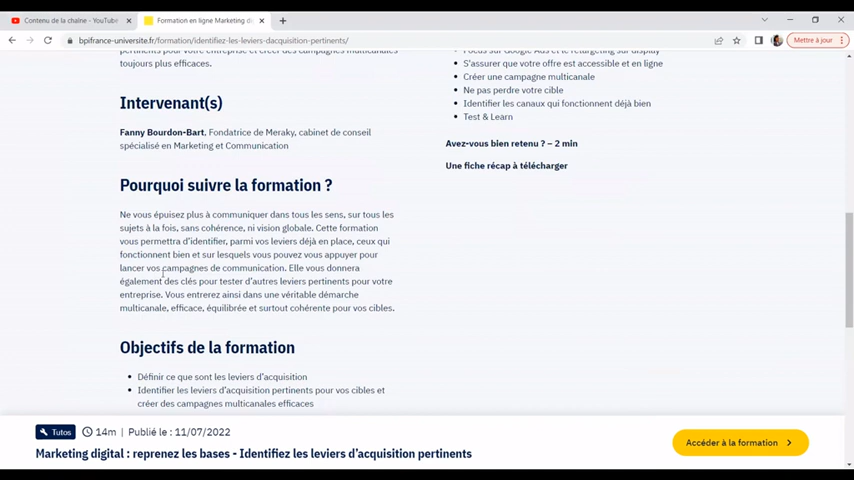 Contenu de la chaîne - YouTube
Formation en ligne Marketing di
bpifrance-universite.fr/formation/identifiez-les-leviers-dacquisition-pertinents/
Mettre à jour
pertinents pour votre entreprise et créer des campagnes multicanales
toujours plus efficaces.
Intervenant(s)
Fanny Bourdon-Bart, Fondatrice de Meraky, cabinet de conseil
spécialisé en Marketing et Communication
Pourquoi suivre la formation ?
Ne vous épuisez plus à communiquer dans tous les sens, sur tous les
sujets à la fois, sans cohérence, ni vision globale. Cette formation
vous permettra d'identifier, parmi vos leviers déjà en place, ceux qui
fonctionnent bien et sur lesquels vous pouvez vous appuyer pour
lancer vos campagnes de communication. Elle vous donnera
également des clés pour tester d'autres leviers pertinents pour votre
entreprise. Vous entrerez ainsi dans une véritable démarche
multicanale, efficace, équilibrée et surtout cohérente pour vos cibles.
Objectifs de la formation
Définir ce que sont les leviers d'acquisition
Identifier les leviers d'acquisition pertinents pour vos cibles et
créer des campagnes multicanales efficaces
Focus sur Google Ads et le retargeting sur display
S'assurer que votre offre est accessible et en ligne
Créer une campagne multicanale
Ne pas perdre votre cible
Identifier les canaux qui fonctionnent déjà bien
Test & Learn
Avez-vous bien retenu ? – 2 min
Une fiche récap à télécharger
Tutos 14m | Publié le : 11/07/2022
Marketing digital : reprenez les bases - Identifiez les leviers d'acquisition pertinents
Accéder à la formation